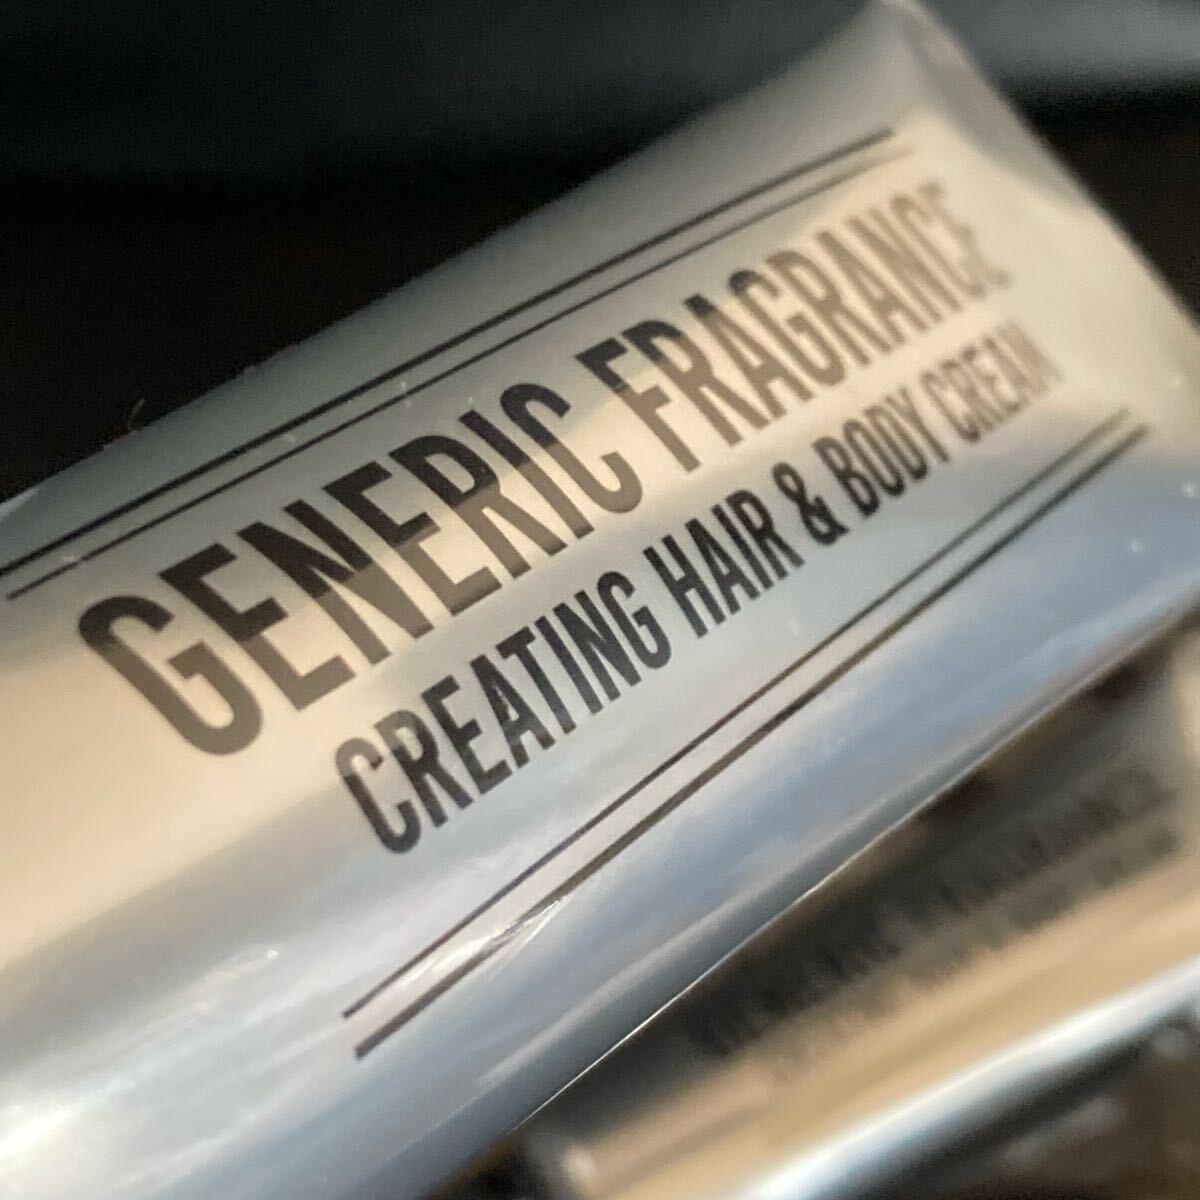 GENERIC FRAGRANCE
CREATING HAIR & BODY CREAM